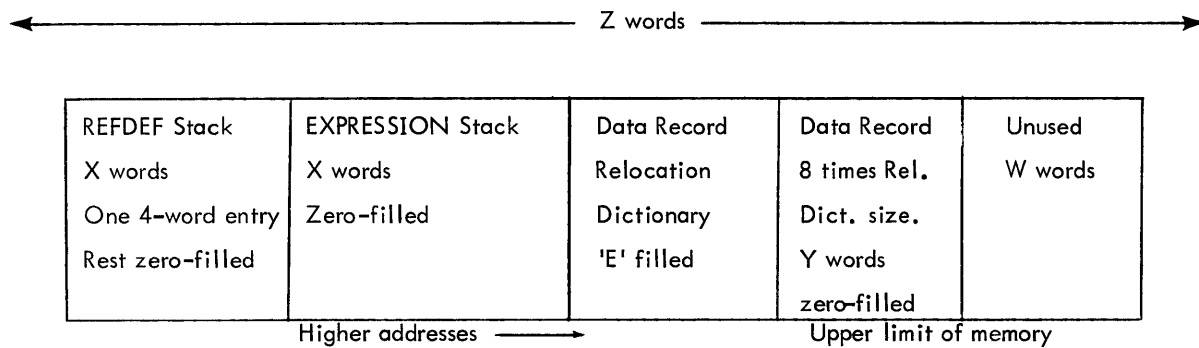 Z words
REFDEF Stack
X words
One 4-word entry
Rest zero-filled
EXPRESSION Stack
X words
Zero-filled
Data Record
Relocation
Dictionary
'E' filled
Data Record
8 times Rel.
Dict. size.
Y words
zero-filled
Unused
W words
Higher addresses
Upper limit of memory